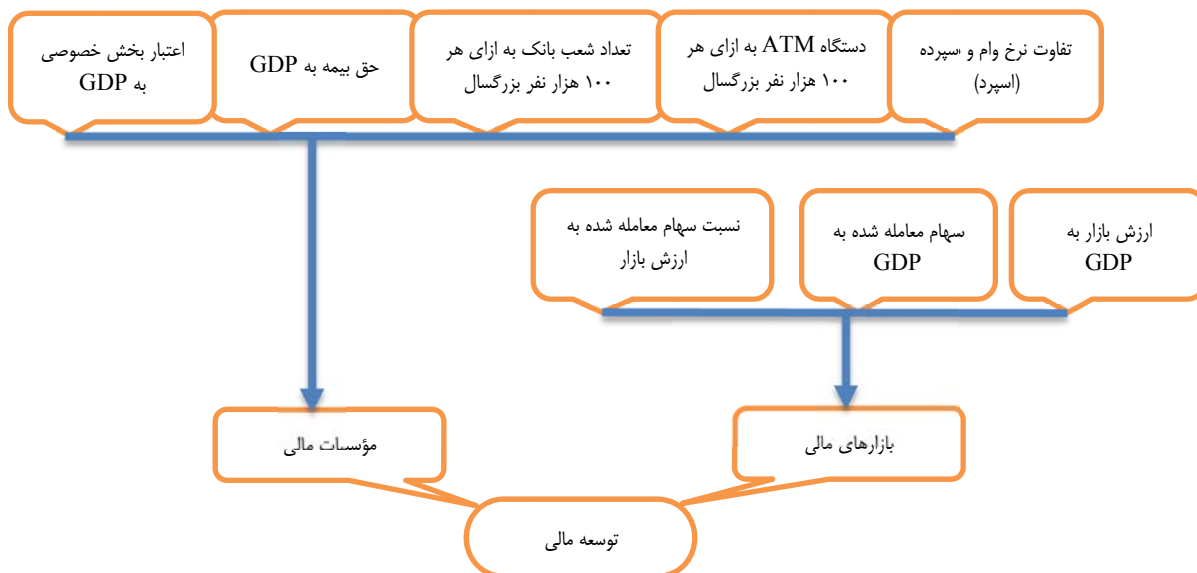 تفاوت نرخ وام و سپرده
(اسپرد)
دستگاه ATM به ازای هر
۱۰۰ هزار نفر بزرگسال
تعداد شعب بانک به ازای هر
۱۰۰ هزار نفر بزرگسال
حق بیمه به GDP
اعتبار بخش خصوصی
به GDP
ارزش بازار به
GDP
سهام معامله شده به
GDP
نسبت سهام معامله شده به
ارزش بازار
بازارهای مالی
مؤسسات مالی
توسعه مالی